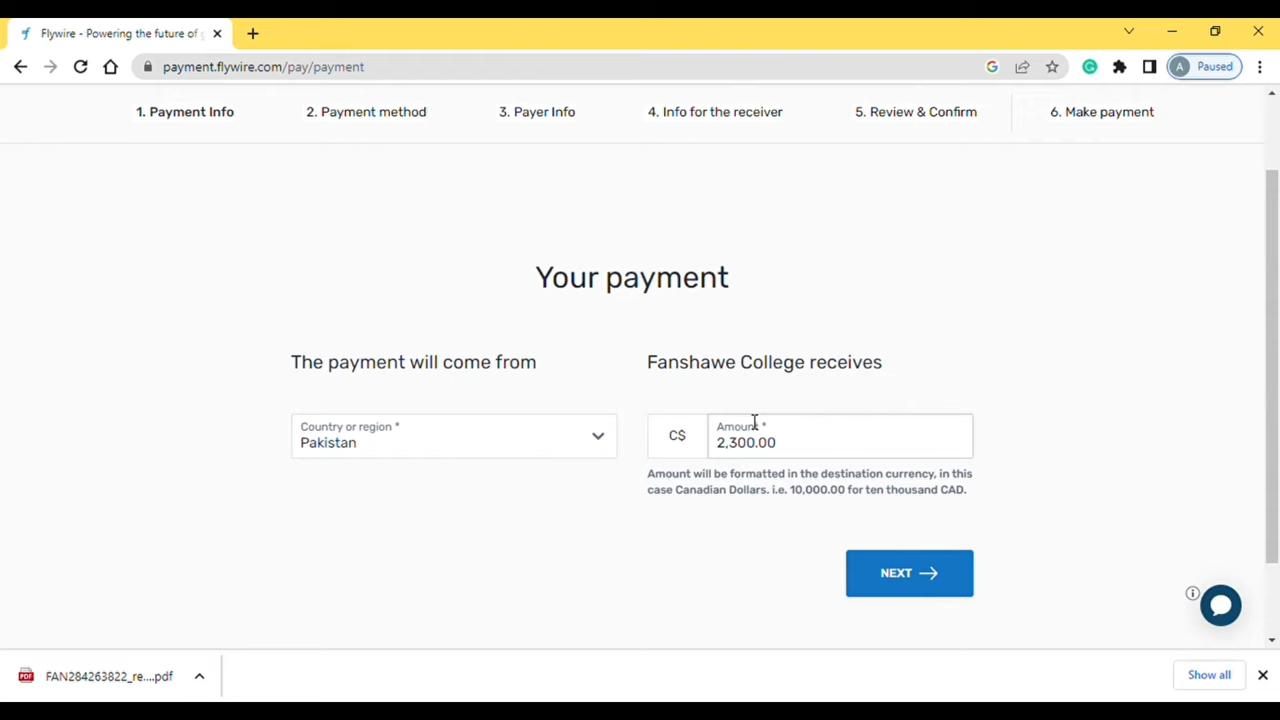 Flywire - Powering the future of g
payment.flywire.com/pay/payment
A Paused
1. Payment Info 2. Payment method 3. Payer Info 4. Info for the receiver 5. Review & Confirm 6. Make payment
Your payment
The payment will come from
Country or region *
Pakistan
Fanshawe College receives
C$
Amount *
2,300.00
Amount will be formatted in the destination currency, in this
case Canadian Dollars. i.e. 10,000.00 for ten thousand CAD.
NEXT
FAN284263822_re....pdf
Show all